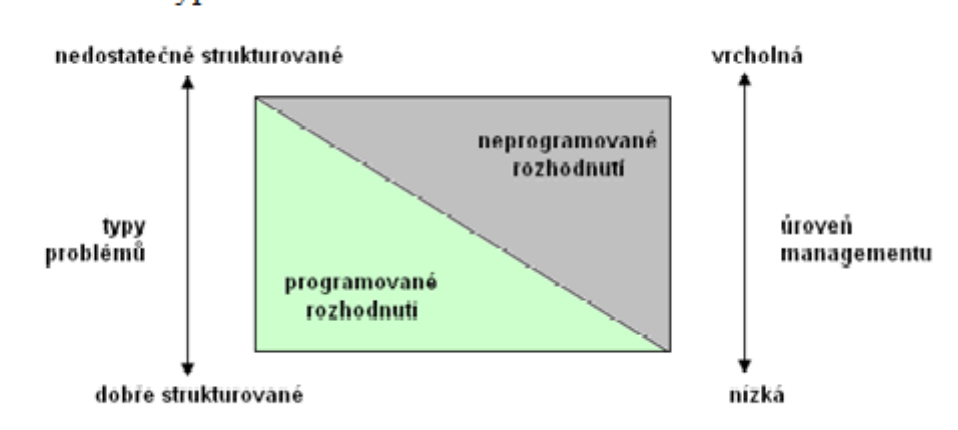 nedostatečně strukturované
vrcholná
neprogramované
rozhodnutí
typy
problémů
úroveň
managementu
programované
rozhodnutí
dobře strukturované
nízká